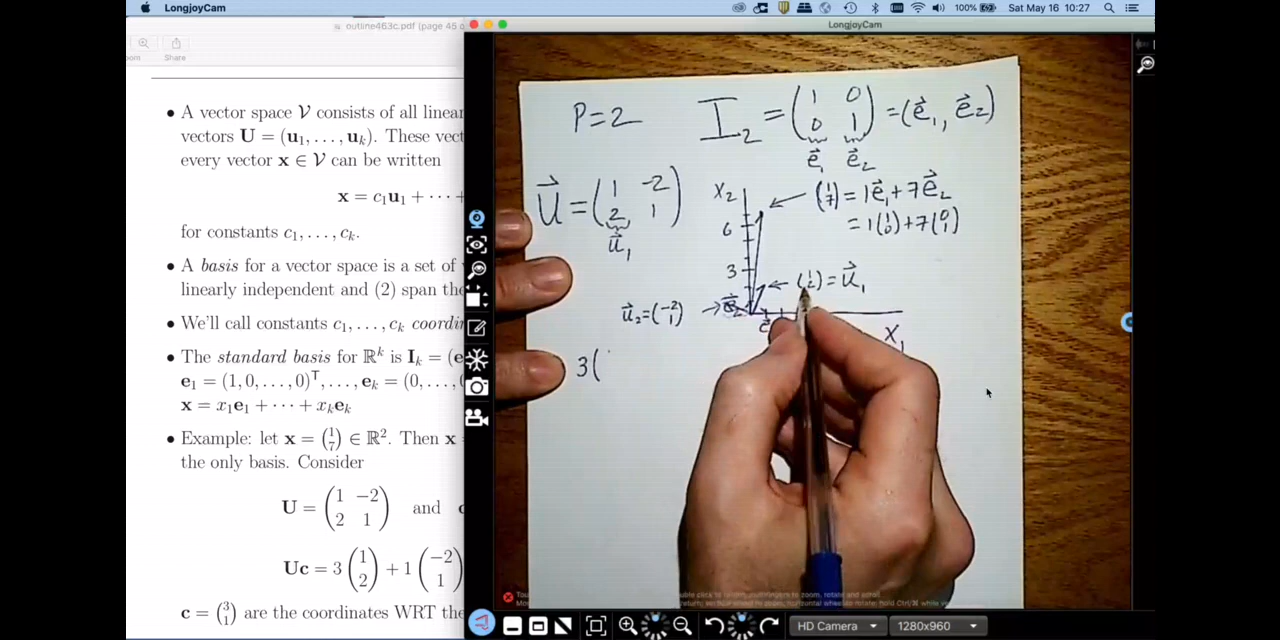 LongjoyCam
100%
Sat May 16 10:27
outline463c.pdf (page 45 o
LongjoyCam
oom
Share
• A vector space V consists of all linear
vectors U = (u₁, . . . , uₖ). These vect
every vector x ∈ V can be written
x = c₁u₁ + · · · +
for constants c₁, . . . , cₖ.
• A basis for a vector space is a set of
linearly independent and (2) span the
• We'll call constants c₁, . . . , cₖ coordin
• The standard basis for ℝᵏ is Iₖ = (e
e₁ = (1, 0, . . . , 0)ᵀ, . . . , eₖ = (0, . . . , 0
x = x₁e₁ + · · · + xₖeₖ
• Example: let x = (1 7) ∈ ℝ². Then x =
the only basis. Consider
U = (1 −2
2 1) and c
Uc = 3 (1 2) + 1 (−2 1)
c = (3 1) are the coordinates WRT the
P=2 I₂ = (1 0
0 1) = (e⃗₁, e⃗₂)
e⃗₁ e⃗₂
U⃗ = (1 -2
2 1)
u⃗₁
x₂
(1 7) = 1e⃗₁ + 7e⃗₂
= 1(1 0) + 7(0 1)
6
3
(1 2) = u⃗₁
u⃗₂ = (-2 1)
X₁
3(
HD Camera
1280x960